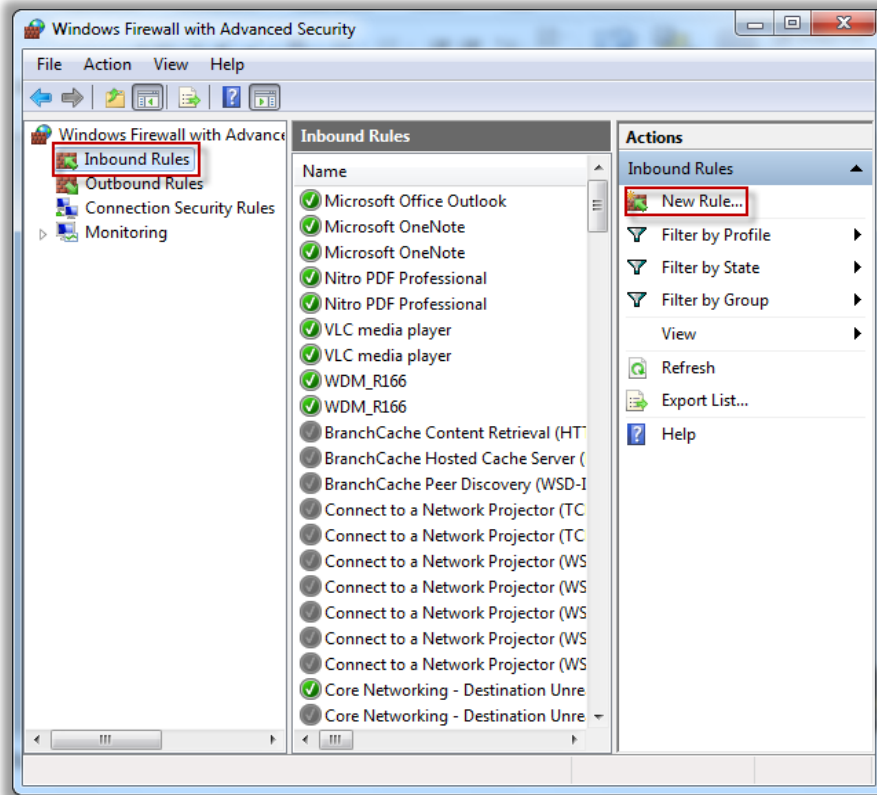 Windows Firewall with Advanced Security
File Action View Help
Windows Firewall with Advance
Inbound Rules
Outbound Rules
Connection Security Rules
Monitoring
Inbound Rules
Name
Microsoft Office Outlook
Microsoft OneNote
Microsoft OneNote
Nitro PDF Professional
Nitro PDF Professional
VLC media player
VLC media player
WDM_R166
WDM_R166
BranchCache Content Retrieval (HT
BranchCache Hosted Cache Server (
BranchCache Peer Discovery (WSD-I
Connect to a Network Projector (TC
Connect to a Network Projector (TC
Connect to a Network Projector (WS
Connect to a Network Projector (WS
Connect to a Network Projector (WS
Connect to a Network Projector (WS
Connect to a Network Projector (WS
Core Networking - Destination Unre
Core Networking - Destination Unre
Actions
Inbound Rules
New Rule...
Filter by Profile
Filter by State
Filter by Group
View
Refresh
Export List...
Help